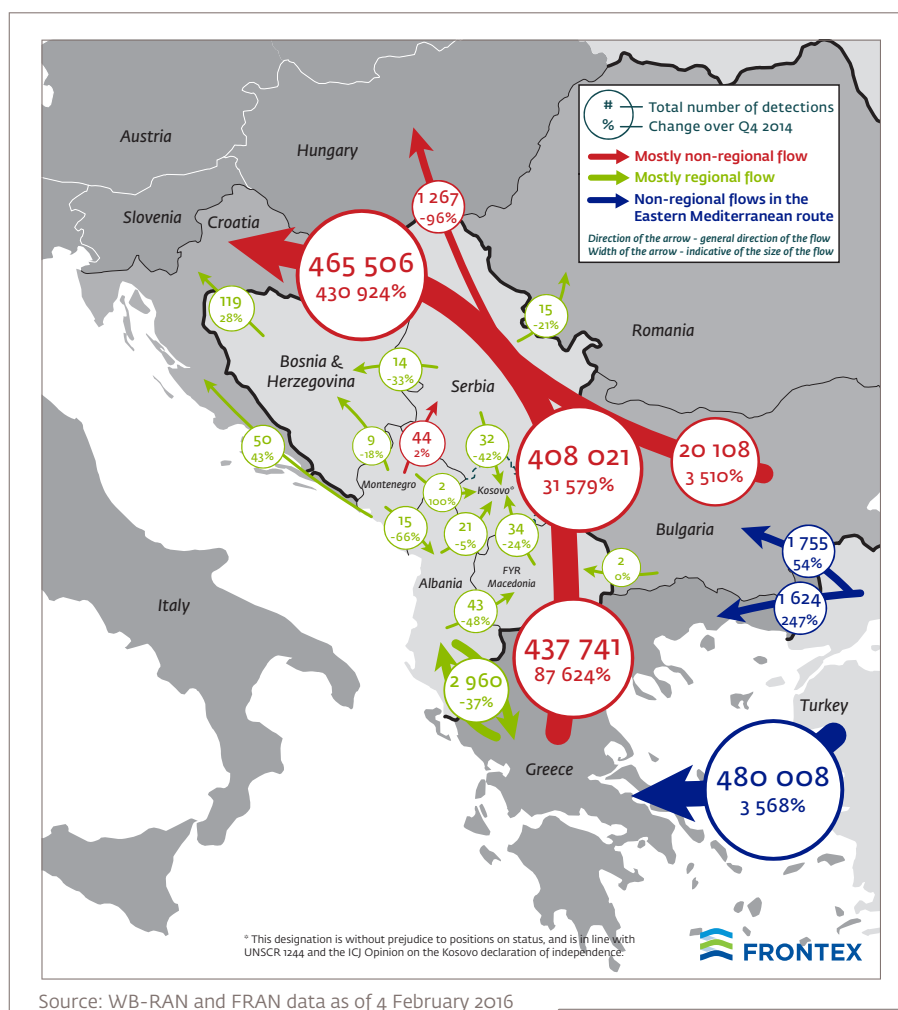 #
Total number of detections
%
Change over Q4 2014
Mostly non-regional flow
Mostly regional flow
Non-regional flows in the
Eastern Mediterranean route
Direction of the arrow - general direction of the flow
Width of the arrow - indicative of the size of the flow
Austria
Hungary
Slovenia
Croatia
1 267
-96%
465 506
430 924%
119
28%
15
-21%
Romania
Bosnia &
Herzegovina
14
-33%
Serbia
50
43%
9
-18%
44
2%
32
-42%
408 021
31 579%
20 108
3 510%
Montenegro
2
100%
Kosovo*
15
-66%
21
-5%
34
-24%
Bulgaria
1 755
54%
Albania
FYR
Macedonia
2
0%
1 624
247%
Italy
43
-48%
437 741
87 624%
2 960
-37%
Turkey
Greece
480 008
3 568%
* This designation is without prejudice to positions on status, and is in line with
UNSCR 1244 and the ICJ Opinion on the Kosovo declaration of independence.
FRONTEX
Source: WB-RAN and FRAN data as of 4 February 2016